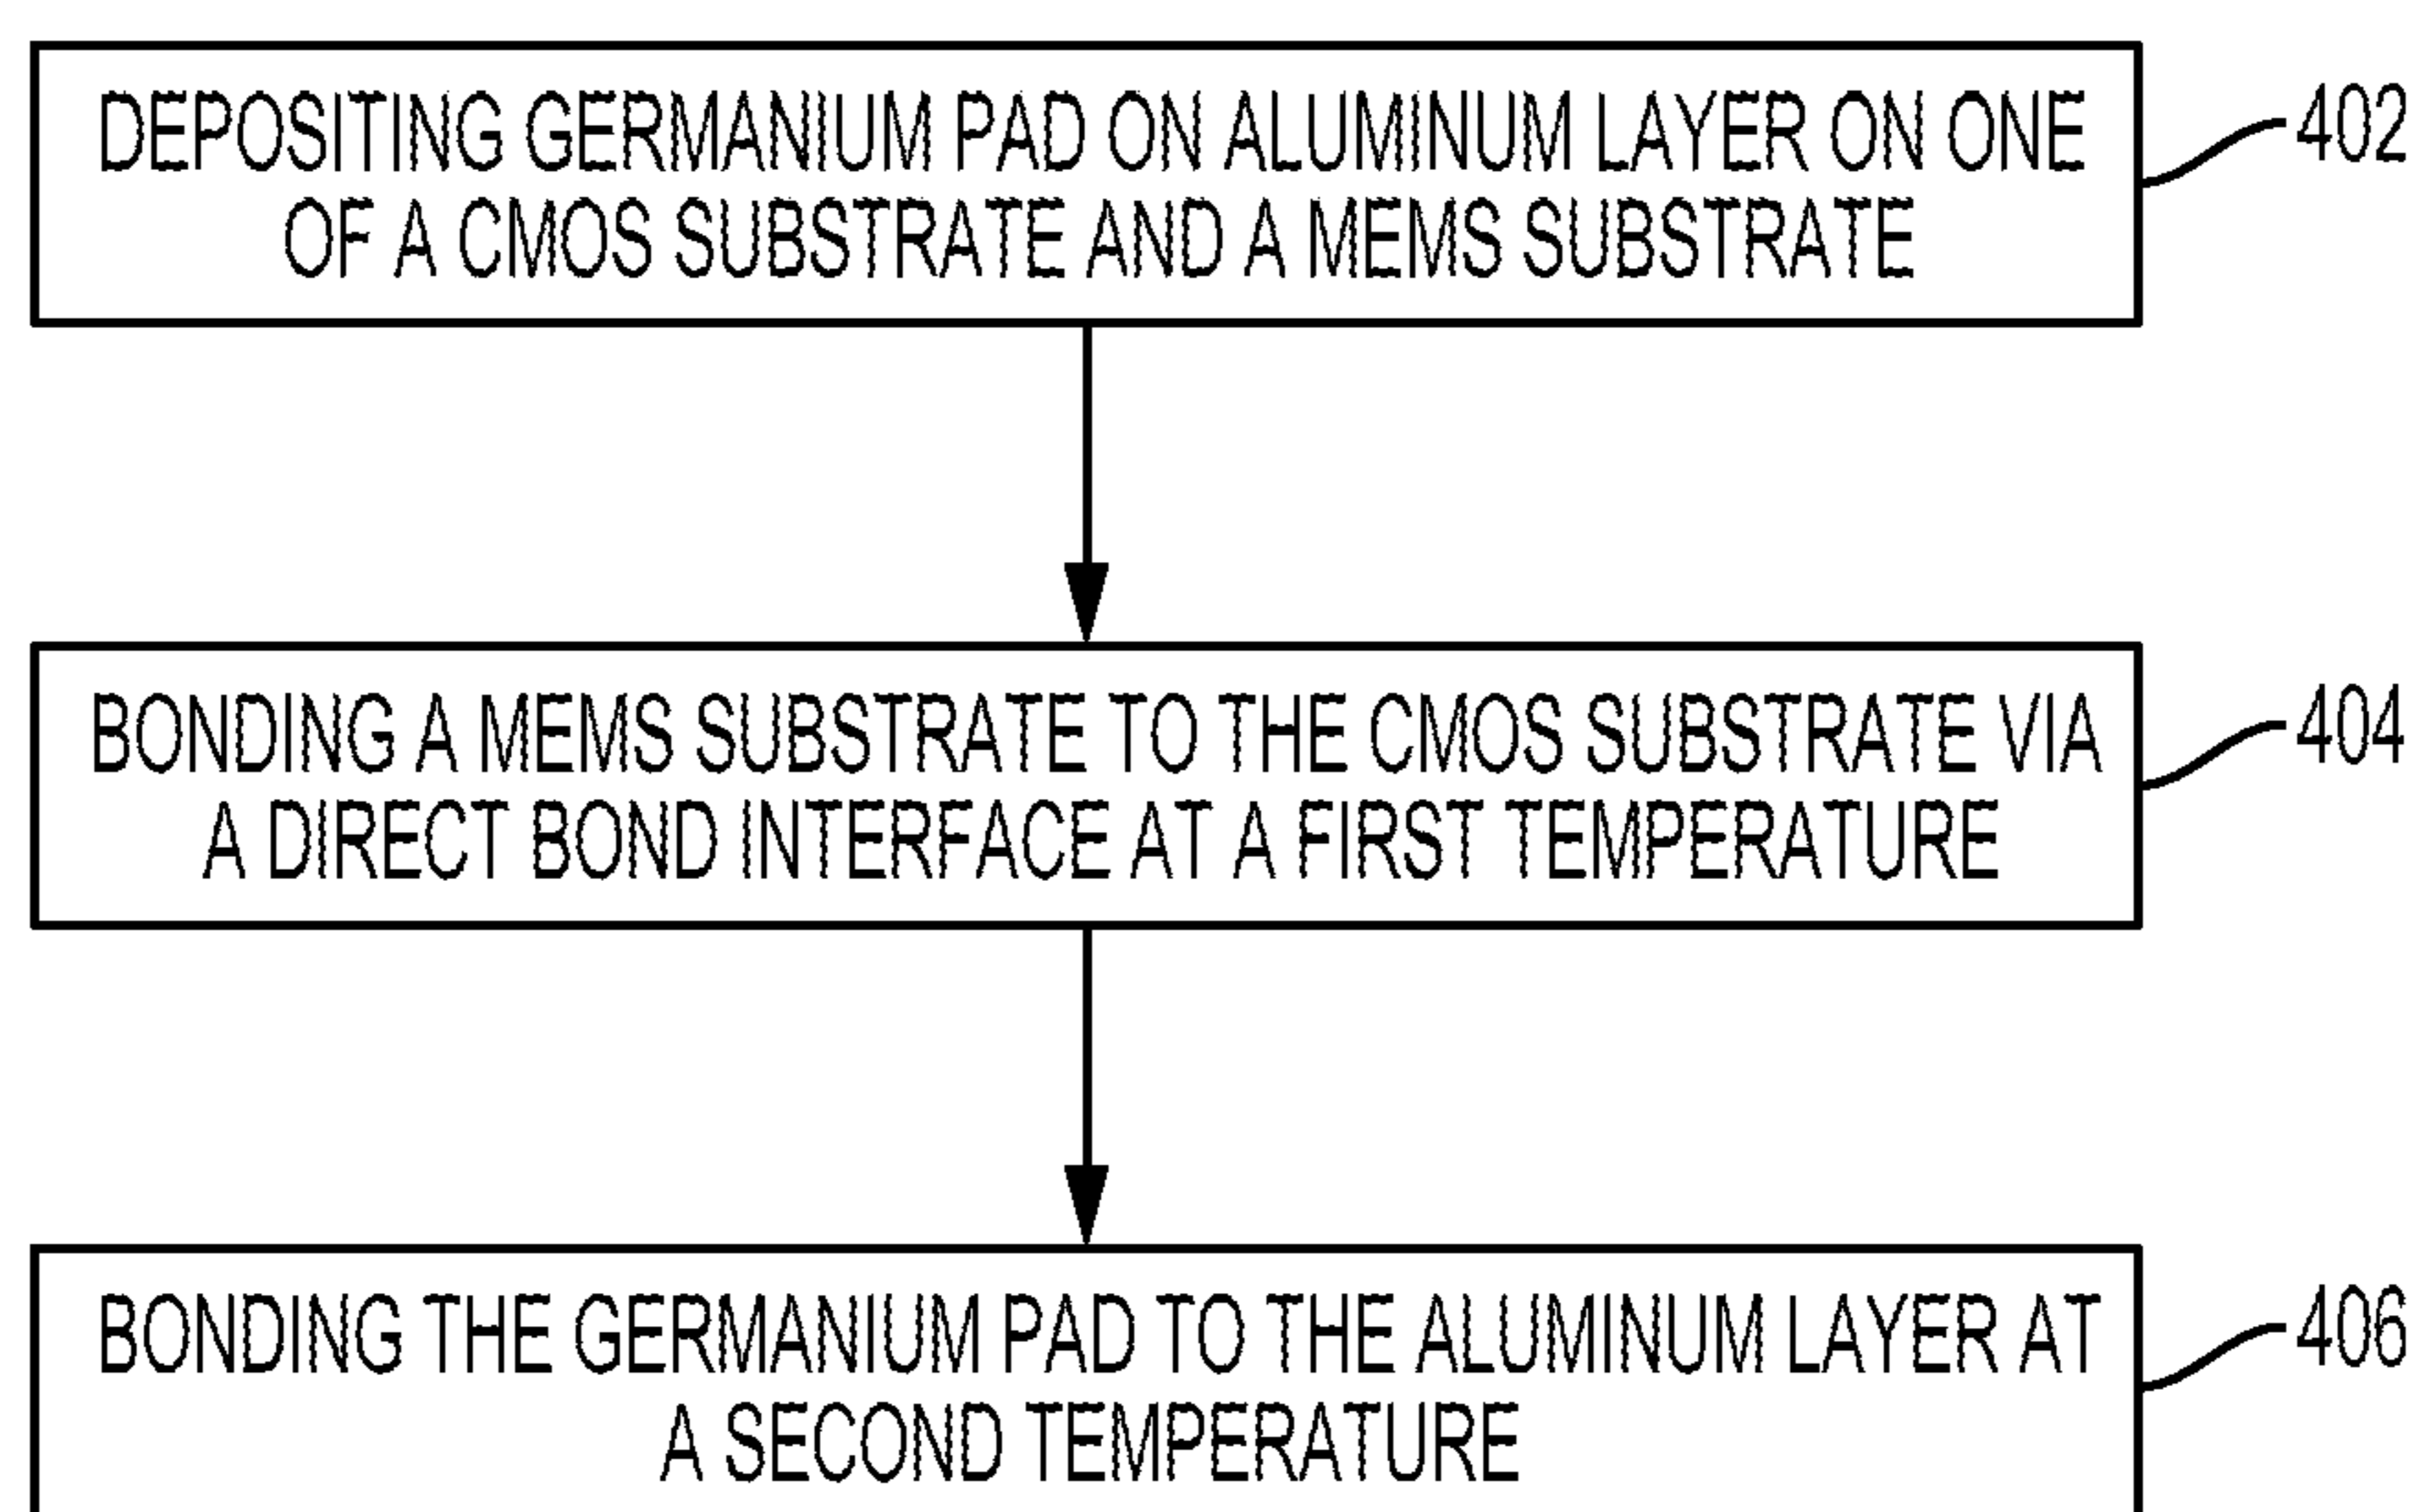 DEPOSITING GERMANIUM PAD ON ALUMINUM LAYER ON ONE
OF A CMOS SUBSTRATE AND A MEMS SUBSTRATE
402
BONDING A MEMS SUBSTRATE TO THE CMOS SUBSTRATE VIA
A DIRECT BOND INTERFACE AT A FIRST TEMPERATURE
404
BONDING THE GERMANIUM PAD TO THE ALUMINUM LAYER AT
A SECOND TEMPERATURE
406